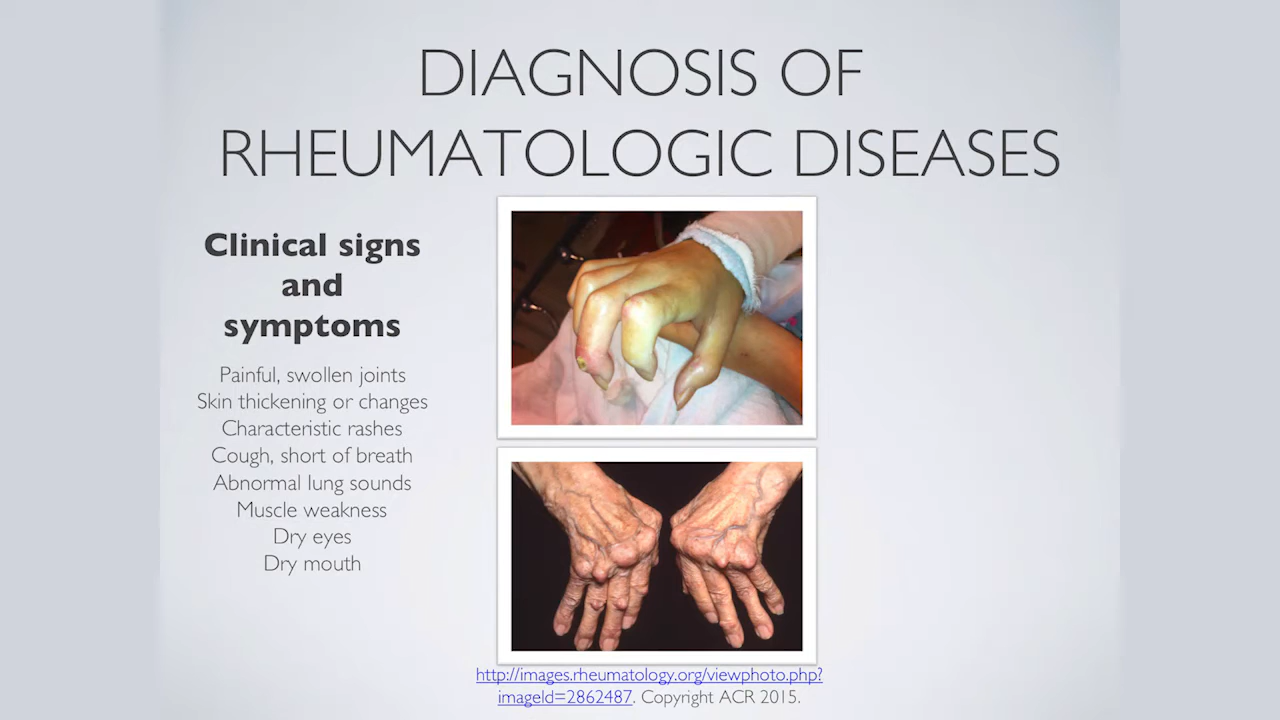 DIAGNOSIS OF
RHEUMATOLOGIC DISEASES
Clinical signs
and
symptoms
Painful, swollen joints
Skin thickening or changes
Characteristic rashes
Cough, short of breath
Abnormal lung sounds
Muscle weakness
Dry eyes
Dry mouth
http://images.rheumatology.org/viewphoto.php?
imageId=2862487. Copyright ACR 2015.